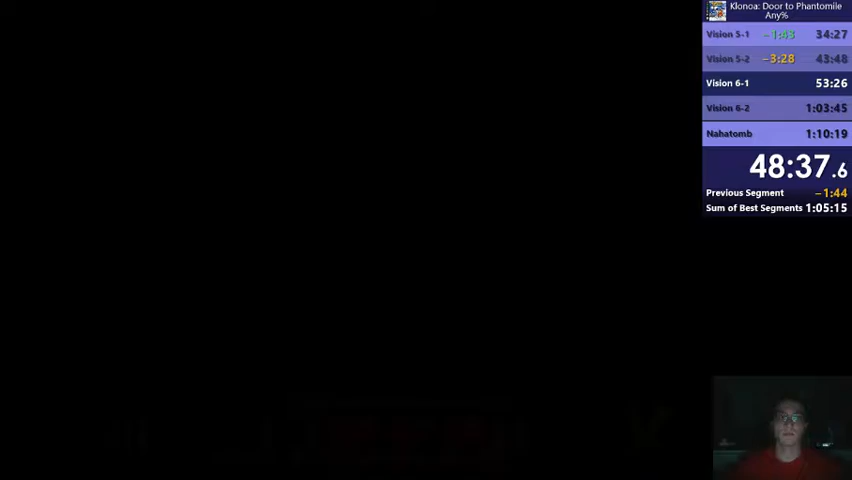 Klonoa: Door to Phantomile
Any%
Vision 5-1 -1:43 34:27
Vision 5-2 -3:28 43:48
Vision 6-1 53:26
Vision 6-2 1:03:45
Nahatomb 1:10:19
48:37.6
Previous Segment -1:44
Sum of Best Segments 1:05:15